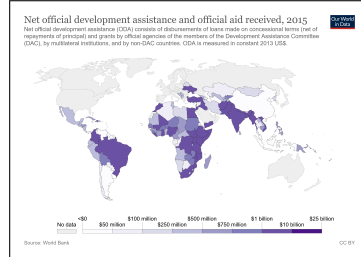 Net official development assistance and official aid received, 2015
Our World
in Data
Net official development assistance (ODA) consists of disbursements of loans made on concessional terms (net of
repayments of principal) and grants by official agencies of the members of the Development Assistance Committee
(DAC), by multilateral institutions, and by non-DAC countries. ODA is measured in constant 2013 US$.
<$0 $100 million $500 million $1 billion $25 billion
No data $50 million $250 million $750 million $10 billion
Source: World Bank
CC BY